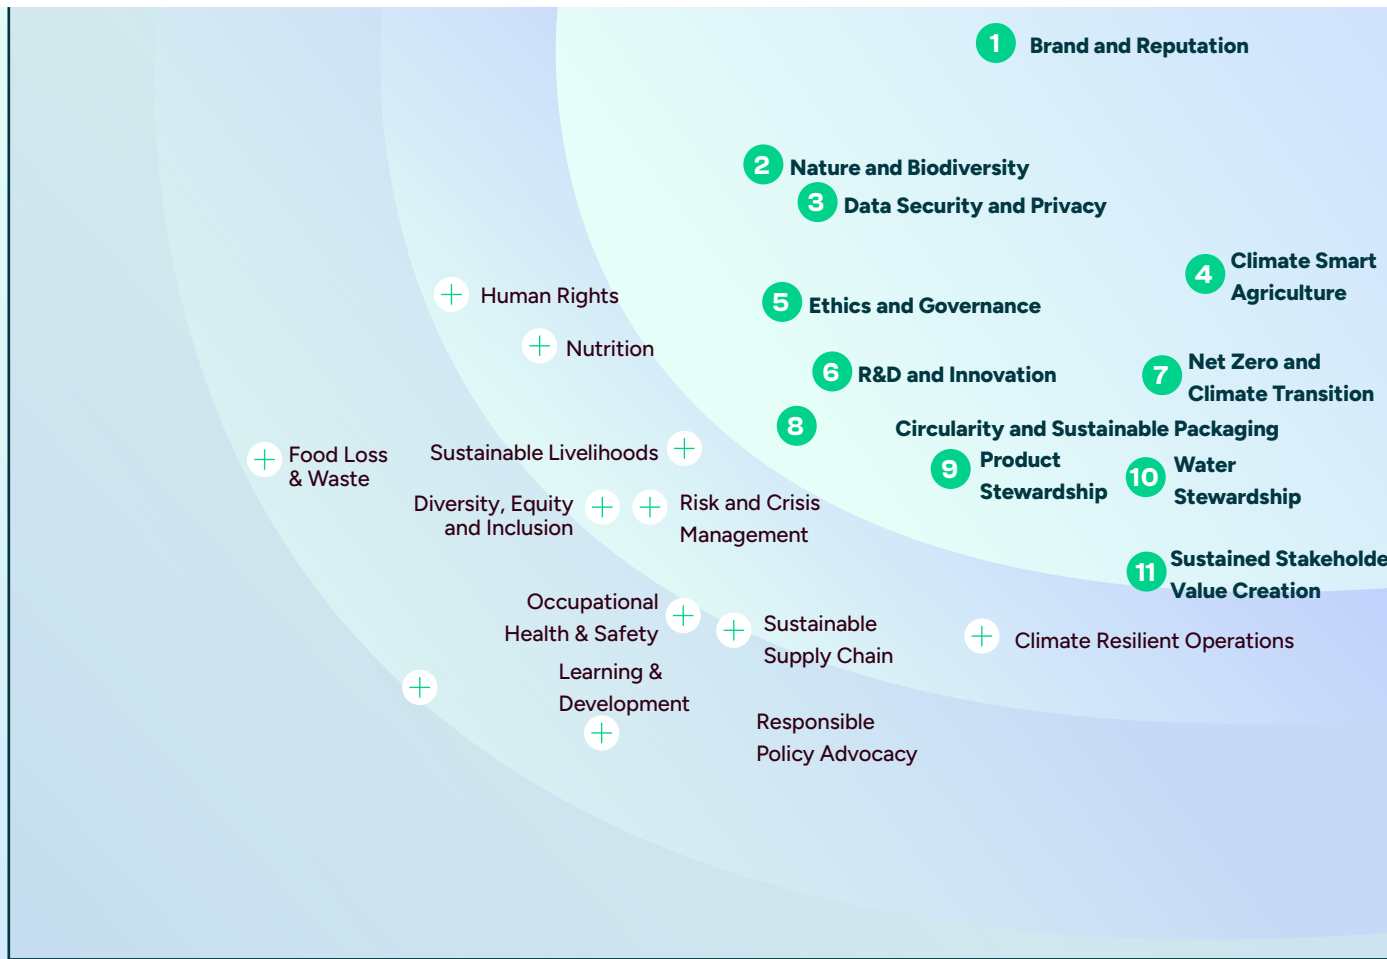 1 Brand and Reputation
2 Nature and Biodiversity
3 Data Security and Privacy
4 Climate Smart
Agriculture
Human Rights
5 Ethics and Governance
Nutrition
6 R&D and Innovation
7 Net Zero and
Climate Transition
8 Circularity and Sustainable Packaging
Food Loss
& Waste
Sustainable Livelihoods
9 Product
Stewardship
10 Water
Stewardship
Diversity, Equity
and Inclusion
Risk and Crisis
Management
11 Sustained Stakeholde
Value Creation
Occupational
Health & Safety
Sustainable
Supply Chain
Climate Resilient Operations
Learning &
Development
Responsible
Policy Advocacy